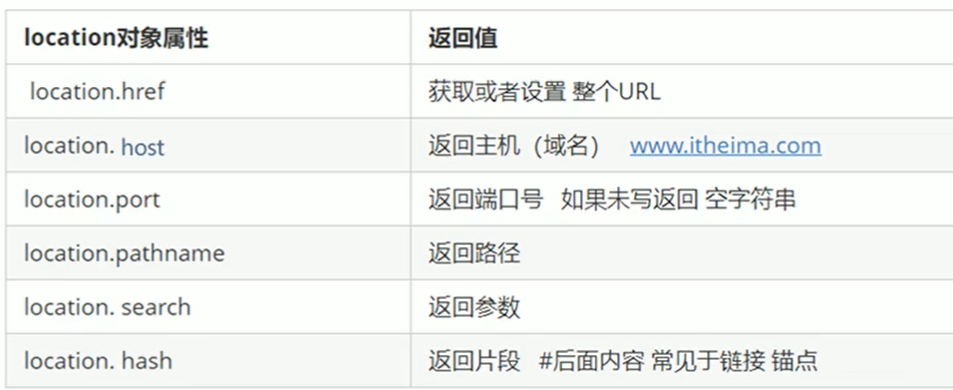 location对象属性 返回值
location.href 获取或者设置 整个URL
location. host 返回主机（域名） www.itheima.com
location.port 返回端口号 如果未写返回 空字符串
location.pathname 返回路径
location. search 返回参数
location. hash 返回片段 #后面内容 常见于链接 锚点